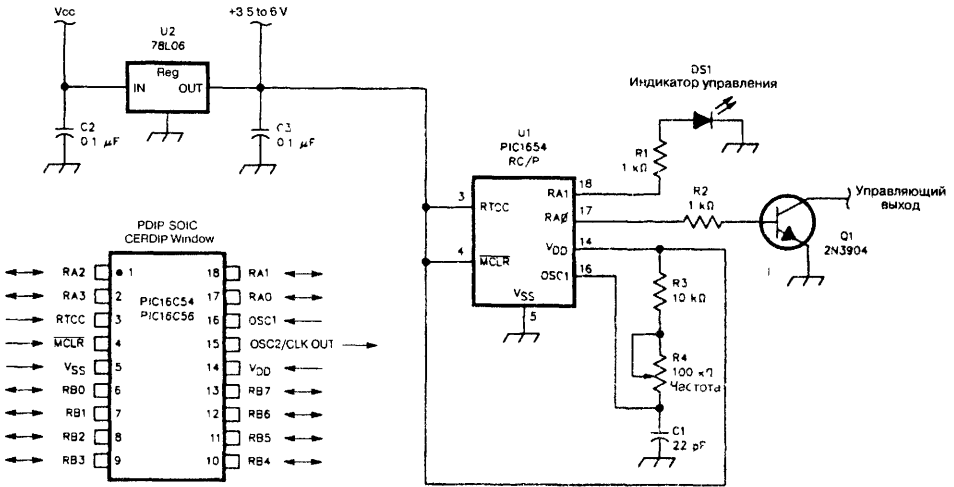 Vcc
+3 5 to 6 V
U2
78L06
Reg
IN OUT
C2
0 1 µF
C3
0 1 µF
DS1
Индикатор управления
U1
PIC1654
RC/P
R1
1 кΩ
R2
1 кΩ
Управляющий
выход
Q1
2N3904
3 RTCC
4 MCLR
RA1 18
RAØ 17
VDD 14
OSC1 16
VSS
5
R3
10 кΩ
R4
100 кΩ
Частота
C1
22 pF
PDIP SOIC
CERDIP Window
PIC16C54
PIC16C56
RA2 1 18 RA1
RA3 2 17 RA0
RTCC 3 16 OSC1
MCLR 4 15 OSC2/CLK OUT
VSS 5 14 VDD
RB0 6 13 RB7
RB1 7 12 RB6
RB2 8 11 RB5
RB3 9 10 RB4